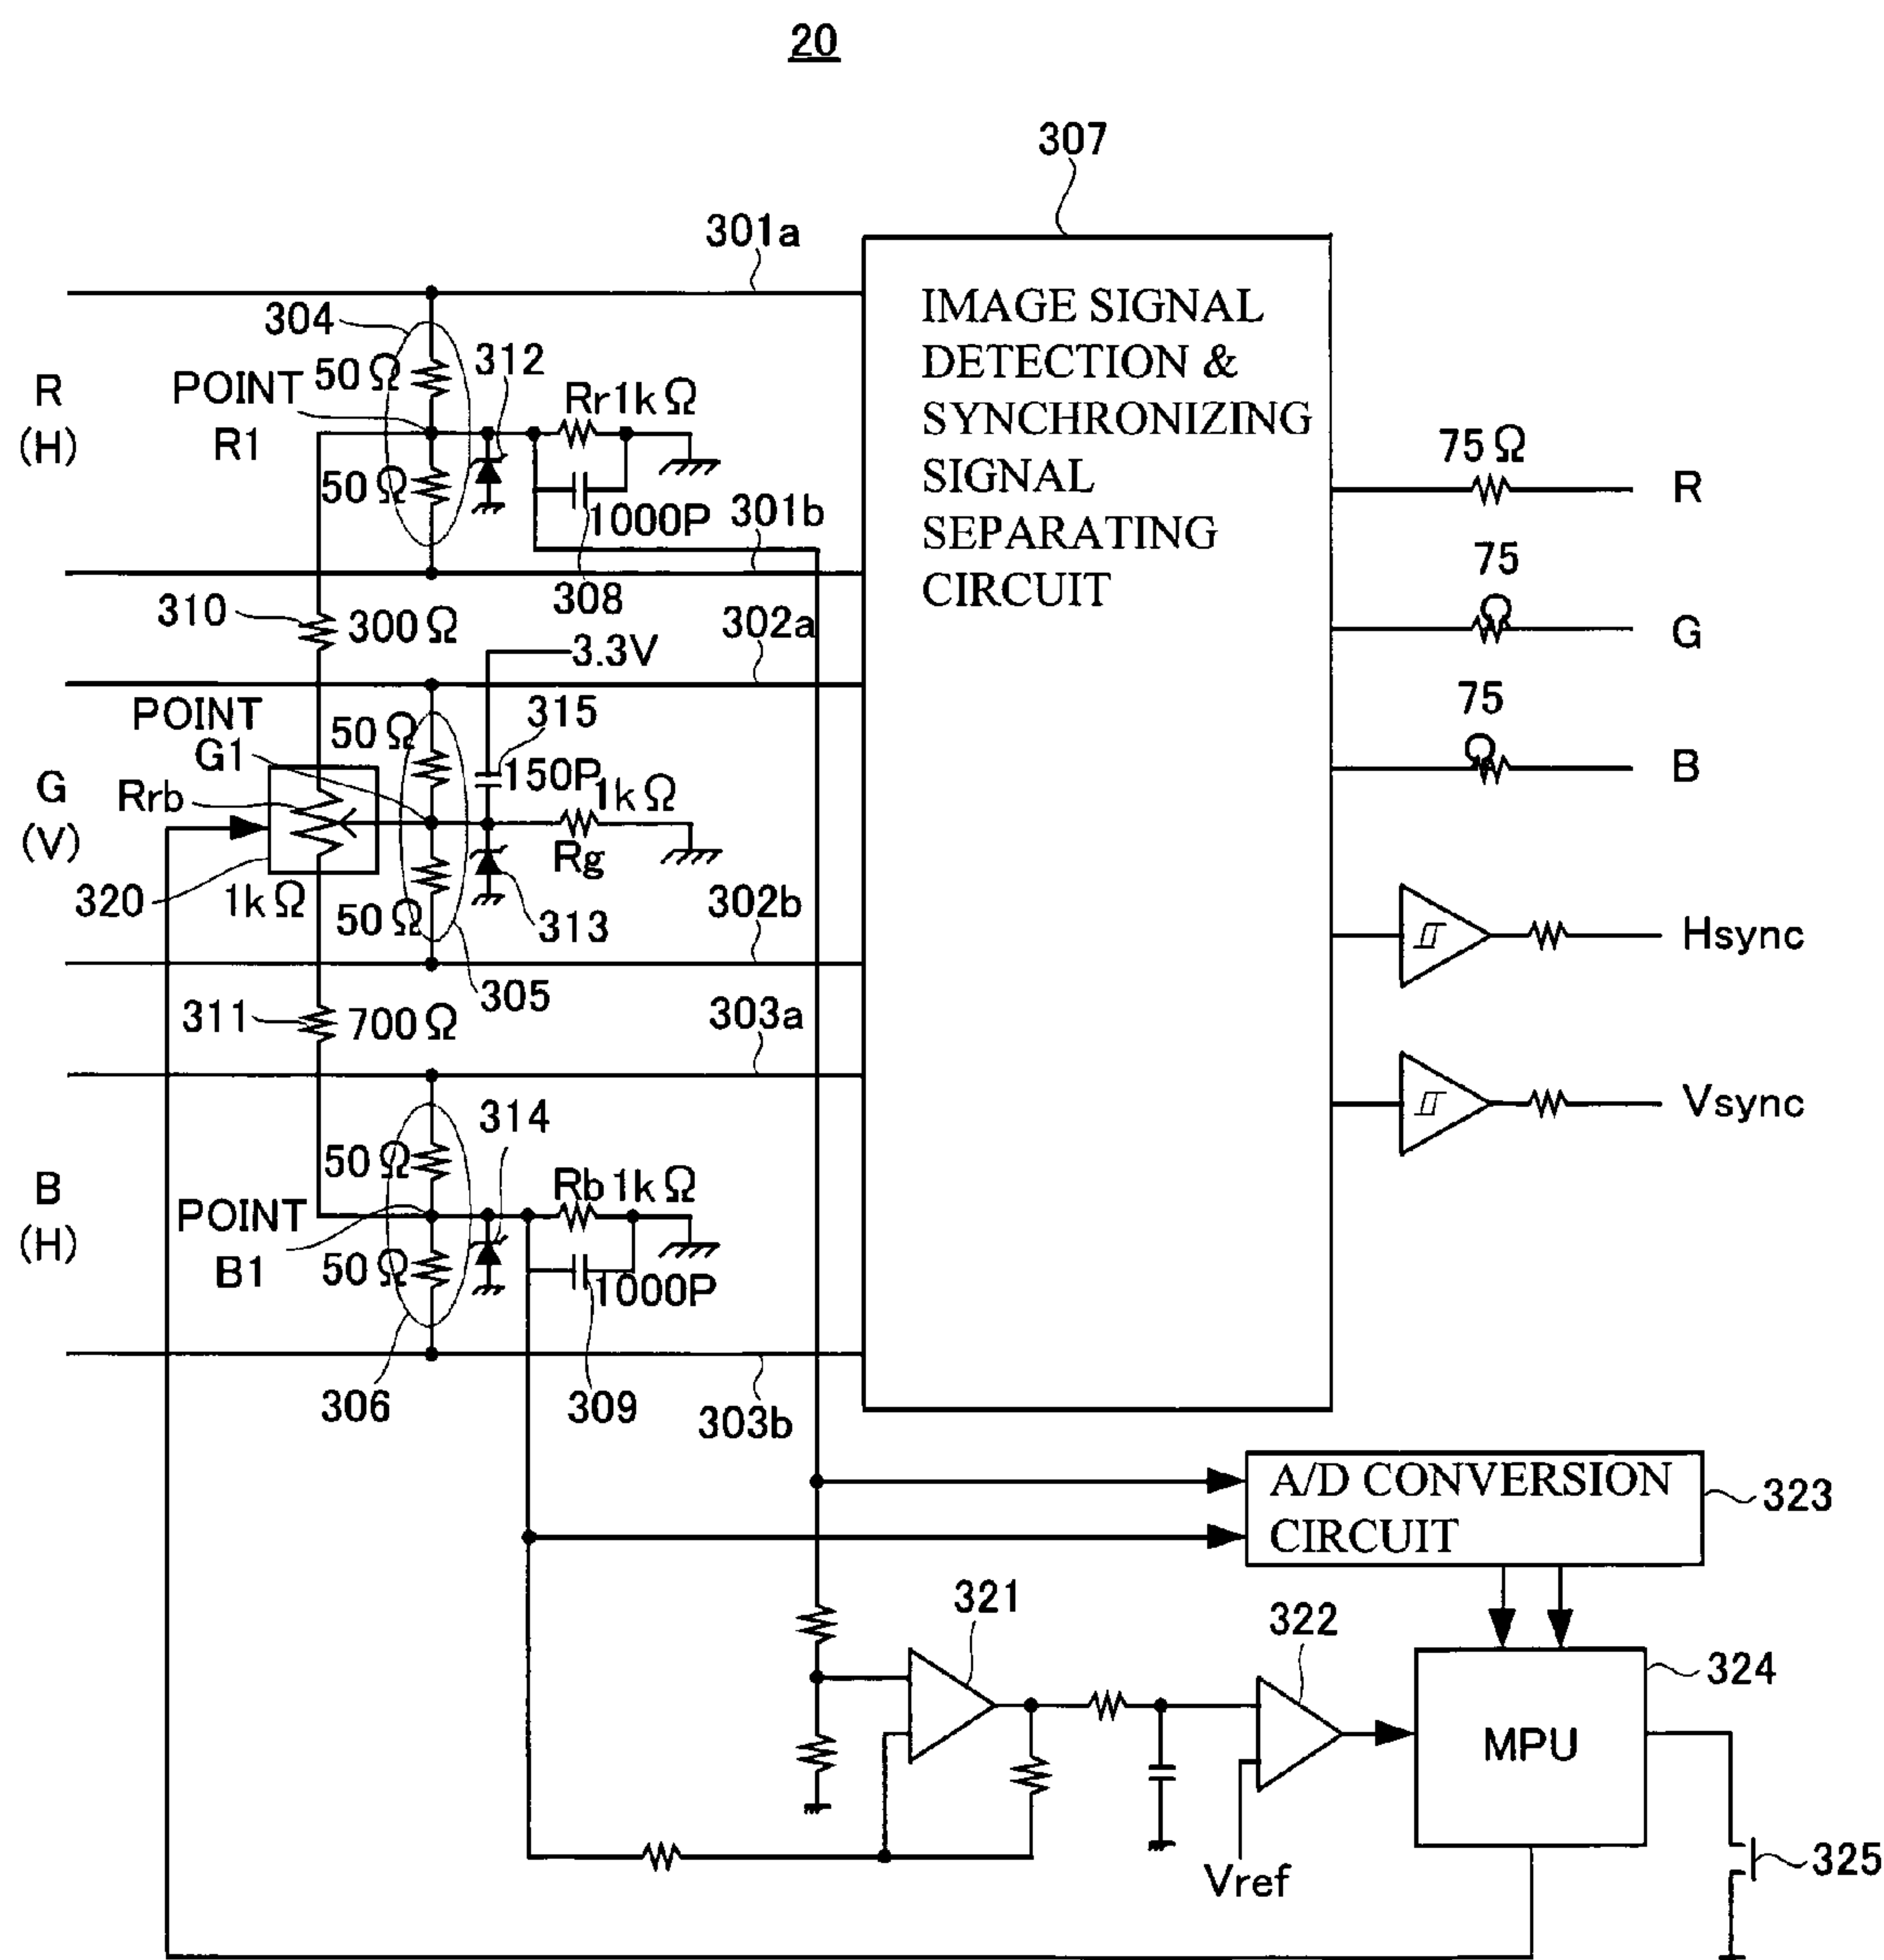 20
307
301a
304
50Ω
312
POINT
R1
Rr1kΩ
R
(H)
50Ω
1000P
301b
308
310
300Ω
302a
3.3V
POINT
G1
50Ω
315
150P
1kΩ
G
(V)
Rrb
Rg
320
1kΩ
50Ω
313
302b
305
311
700Ω
303a
314
50Ω
Rb1kΩ
B
(H)
POINT
B1
50Ω
1000P
306
309
303b
IMAGE SIGNAL
DETECTION &
SYNCHRONIZING
SIGNAL
SEPARATING
CIRCUIT
75Ω
R
75
Ω
G
75
Ω
B
Hsync
Vsync
A/D CONVERSION
CIRCUIT
323
321
322
324
MPU
Vref
325